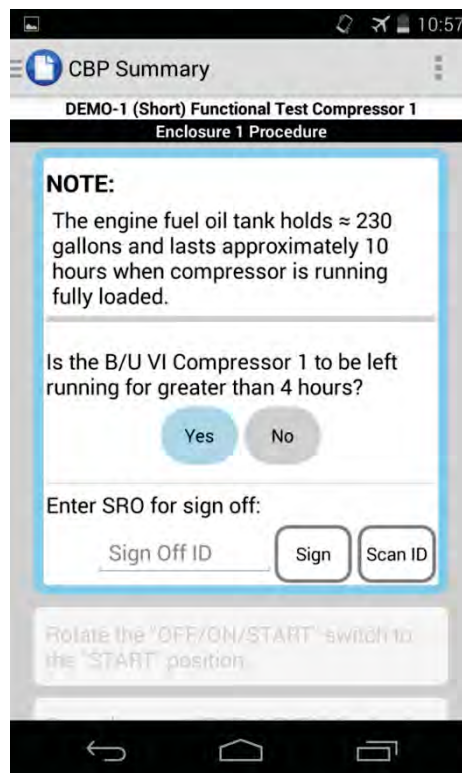 10:57
CBP Summary
DEMO-1 (Short) Functional Test Compressor 1
Enclosure 1 Procedure
NOTE:
The engine fuel oil tank holds ≈ 230
gallons and lasts approximately 10
hours when compressor is running
fully loaded.
Is the B/U VI Compressor 1 to be left
running for greater than 4 hours?
Yes No
Enter SRO for sign off:
Sign Off ID Sign Scan ID
Rotate the "OFF/ON/START" switch to
the "START" position.